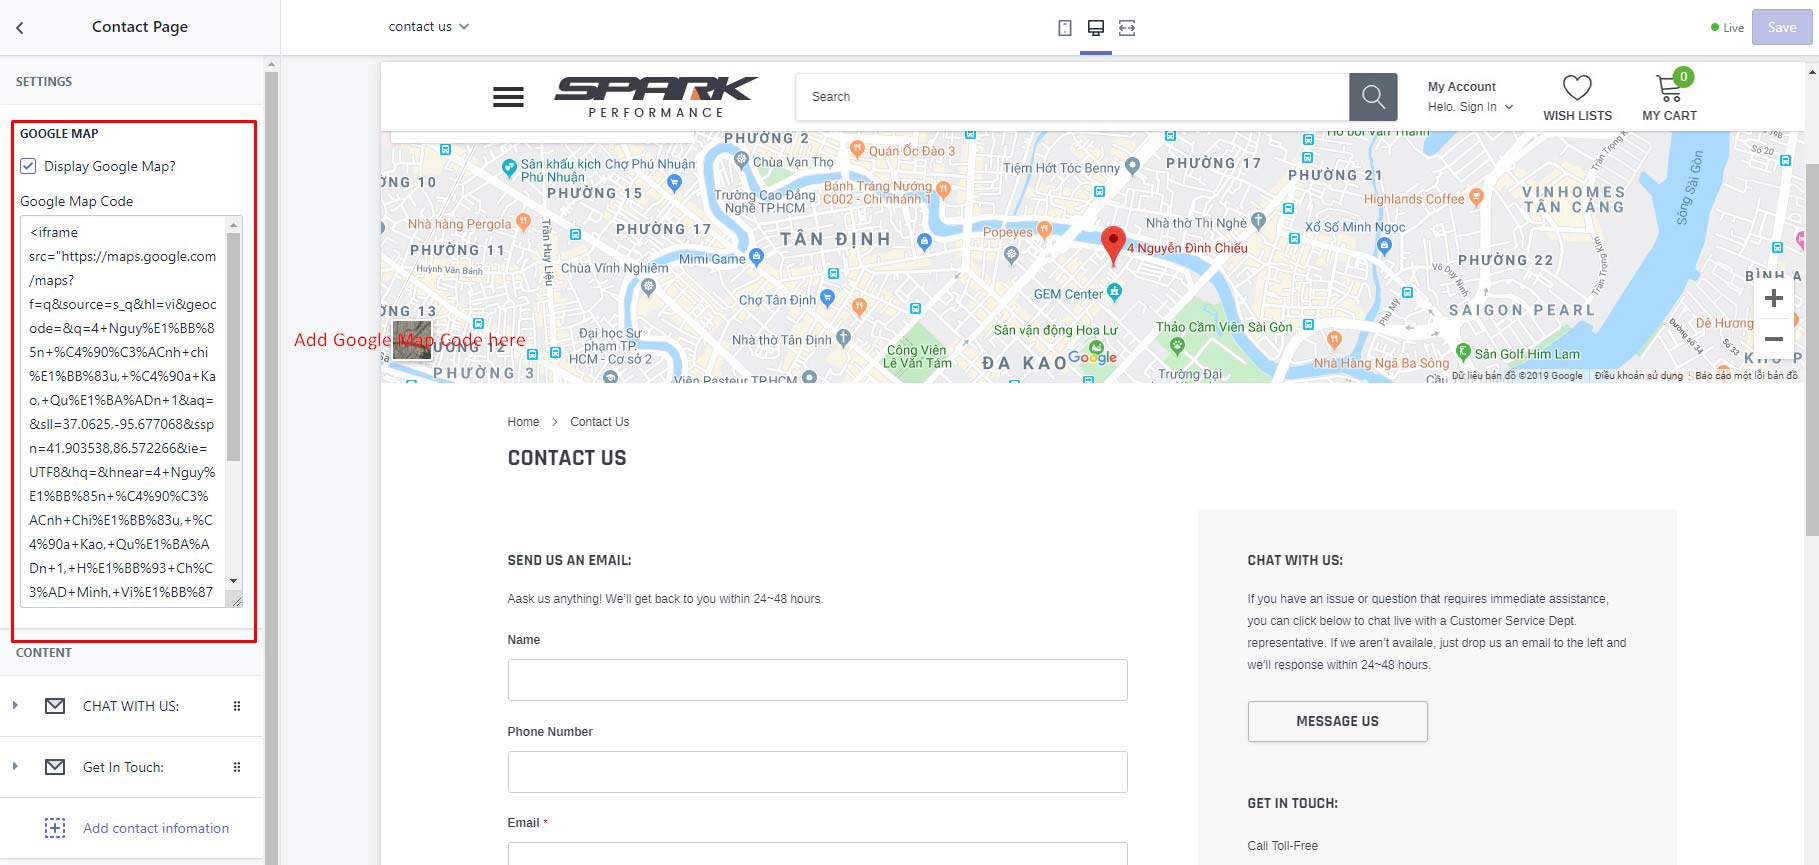 Contact Page
contact us
Live
Save
SETTINGS
GOOGLE MAP
Display Google Map?
Google Map Code
<iframe
src="https://maps.google.com
/maps?
f=q&source=s_q&hl=vi&geoc
ode=&q=4+Nguy%E1%BB%8
5n+%C4%90%C3%ACnh+chi
%E1%BB%83u,+%C4%90a+Ka
o,+Qu%E1%BA%ADn+1&aq=
&sll=37.0625,-95.677068&ssp
n=41.903538,86.572266&ie=
UTF8&hq=&hnear=4+Nguy%
E1%BB%85n+%C4%90%C3%
ACnh+Chi%E1%BB%83u,+%C
4%90a+Kao,+Qu%E1%BA%A
Dn+1,+H%E1%BB%93+Ch%C
3%AD+Minh,+Vi%E1%BB%87
CONTENT
CHAT WITH US:
Get In Touch:
Add contact infomation
Add Google Map Code here
SPARK
PERFORMANCE
Search
My Account
Helo. Sign In
WISH LISTS
0
MY CART
PHƯỜNG 2
Quán Ốc Đào 3
Sân khấu kịch Chợ Phú Nhuận
Phú Nhuận
Chùa Vạn Thọ
Tiệm Hớt Tóc Benny
PHƯỜNG 17
PHƯỜNG 21
PHƯỜNG 10
PHƯỜNG 15
Trường Cao Đẳng
Nghề TP.HCM
Bánh Tráng Nướng
C002 - Chi nhánh 1
Highlands Coffee
VINHOMES
TÂN CẢNG
Sông Sài Gòn
Nhà hàng Pergola
Trần Huy Liệu
PHƯỜNG 17
TÂN ĐỊNH
Popeyes
Nhà thờ Thị Nghè
Xổ Số Minh Ngọc
PHƯỜNG 11
Huỳnh Văn Bánh
Chùa Vĩnh Nghiêm
Mimi Game
4 Nguyễn Đình Chiểu
PHƯỜNG 22
Võ Duy Ninh
BÌNH A
PHƯỜNG 13
Chợ Tân Định
GEM Center
Phú Mỹ
SAIGON PEARL
Đại học Sư
phạm TP.
HCM - Cơ sở 2
Nhà thờ Tân Định
Sân vận động Hoa Lư
Thảo Cầm Viên Sài Gòn
Dê Hương
PHƯỜNG 3
Viện Pasteur TP.HCM
Công Viên
Lê Văn Tám
ĐA KAO
Google
Trường Đại
Nhà Hàng Ngã Ba Sông
Sân Golf Him Lam
Dữ liệu bản đồ ©2019 Google
Điều khoản sử dụng
Báo cáo một lỗi bản đồ
Home
Contact Us
CONTACT US
SEND US AN EMAIL:
Aask us anything! We’ll get back to you within 24~48 hours.
Name
Phone Number
Email *
CHAT WITH US:
If you have an issue or question that requires immediate assistance,
you can click below to chat live with a Customer Service Dept.
representative. If we aren’t availale, just drop us an email to the left and
we’ll response within 24~48 hours.
MESSAGE US
GET IN TOUCH:
Call Toll-Free